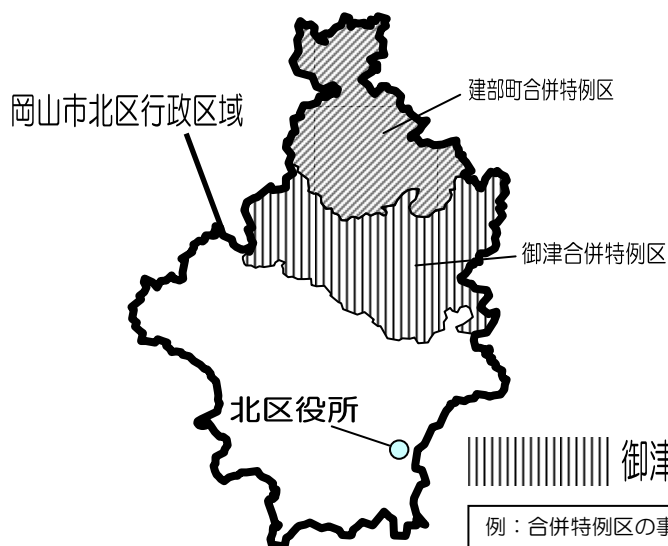 建部町合併特例区
岡山市北区行政区域
御津合併特例区
北区役所
御津
例：合併特例区の事